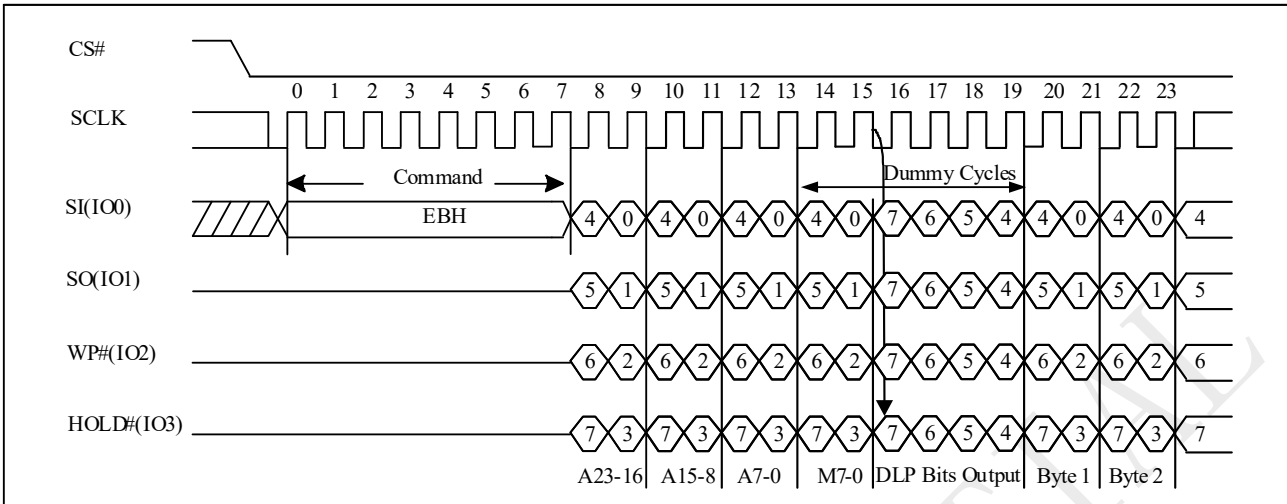 CS#
0 1 2 3 4 5 6 7 8 9 10 11 12 13 14 15 16 17 18 19 20 21 22 23
SCLK
Command
Dummy Cycles
SI(IO0)
EBH
4 0 4 0 4 0 4 0 7 6 5 4 4 0 4 0 4
SO(IO1)
5 1 5 1 5 1 5 1 7 6 5 4 5 1 5 1 5
WP#(IO2)
6 2 6 2 6 2 6 2 7 6 5 4 6 2 6 2 6
HOLD#(IO3)
7 3 7 3 7 3 7 3 7 6 5 4 7 3 7 3 7
A23-16 A15-8 A7-0 M7-0 DLP Bits Output Byte 1 Byte 2
TIAL